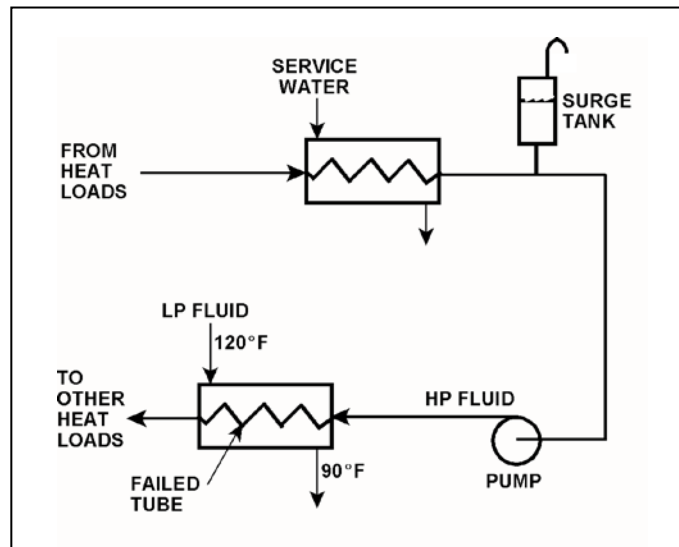 SERVICE
WATER
SURGE
TANK
FROM
HEAT
LOADS
LP FLUID
120°F
TO
OTHER
HEAT
LOADS
HP FLUID
90°F
FAILED
TUBE
PUMP